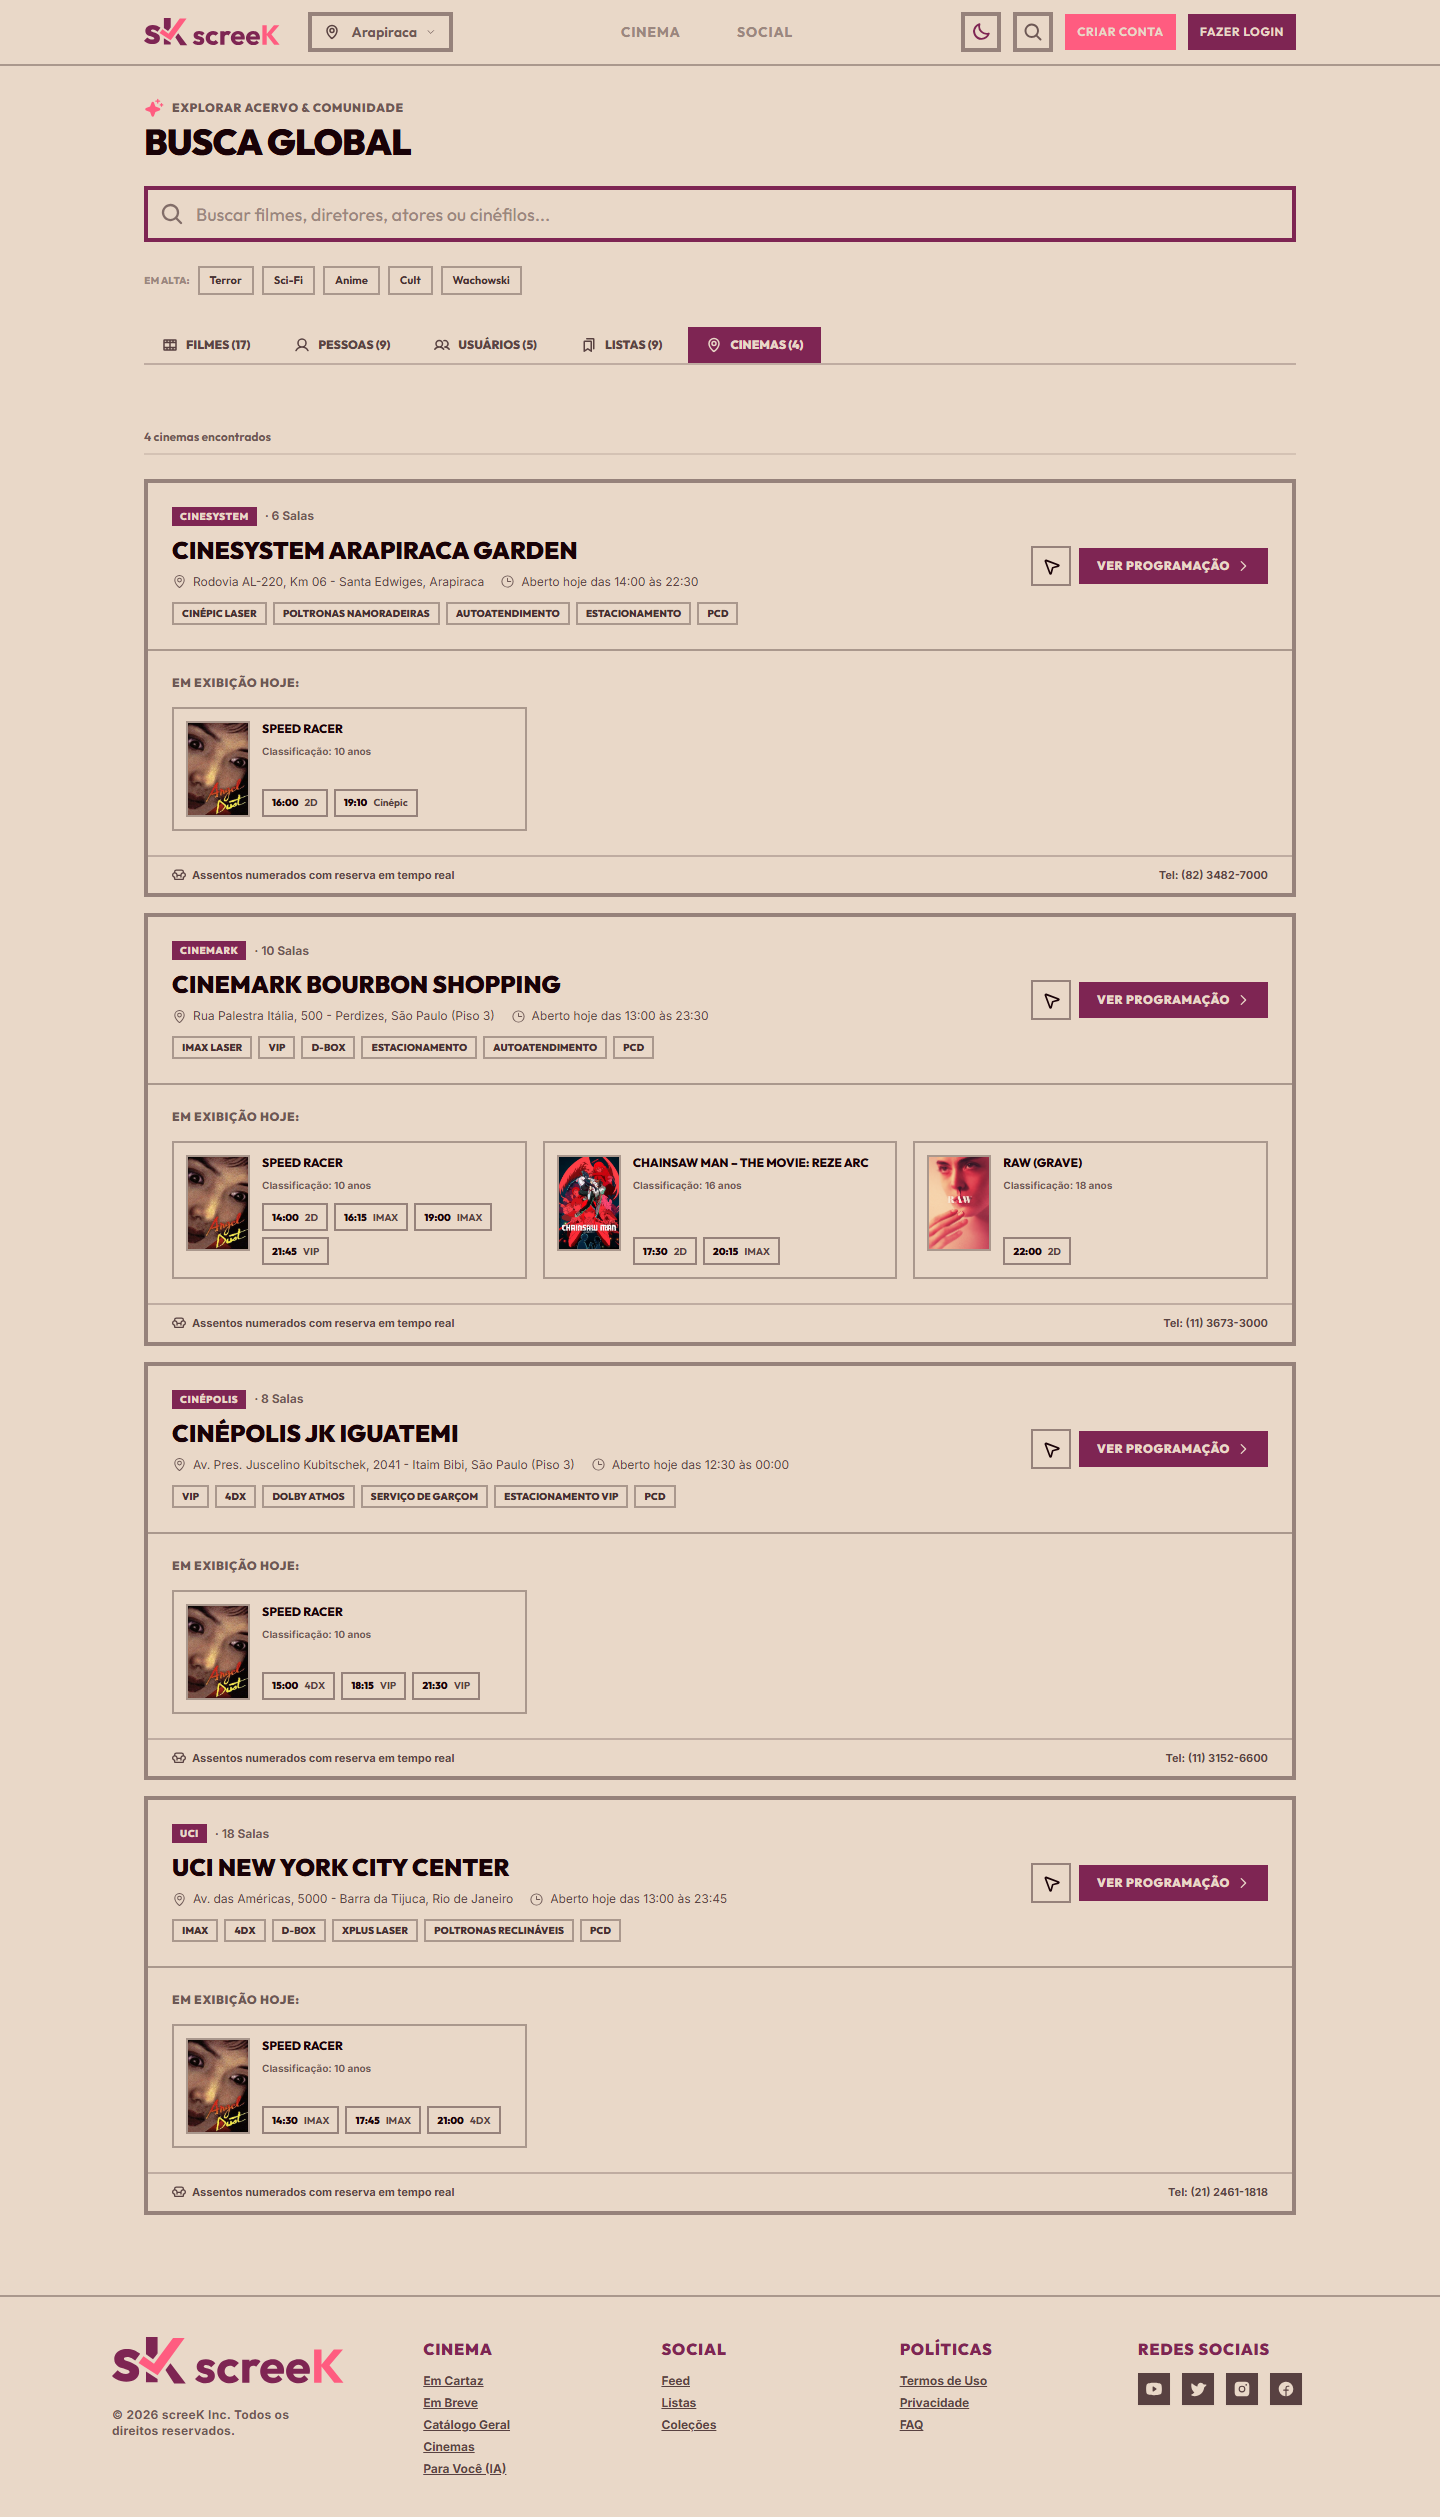 sK screeK
Arapiraca
CINEMA
SOCIAL
CRIAR CONTA
FAZER LOGIN
EXPLORAR ACERVO & COMUNIDADE
BUSCA GLOBAL
Buscar filmes, diretores, atores ou cinéfilos...
EM ALTA:
Terror
Sci-Fi
Anime
Cult
Wachowski
FILMES (17)
PESSOAS (9)
USUÁRIOS (5)
LISTAS (9)
CINEMAS (4)
4 cinemas encontrados
CINESYSTEM · 6 Salas
CINESYSTEM ARAPIRACA GARDEN
Rodovia AL-220, Km 06 - Santa Edwiges, Arapiraca
Aberto hoje das 14:00 às 22:30
VER PROGRAMAÇÃO
CINÉPIC LASER
POLTRONAS NAMORADEIRAS
AUTOATENDIMENTO
ESTACIONAMENTO
PCD
EM EXIBIÇÃO HOJE:
Angel
Dust
SPEED RACER
Classificação: 10 anos
16:00 2D
19:10 Cinépic
Assentos numerados com reserva em tempo real
Tel: (82) 3482-7000
CINEMARK · 10 Salas
CINEMARK BOURBON SHOPPING
Rua Palestra Itália, 500 - Perdizes, São Paulo (Piso 3)
Aberto hoje das 13:00 às 23:30
VER PROGRAMAÇÃO
IMAX LASER
VIP
D-BOX
ESTACIONAMENTO
AUTOATENDIMENTO
PCD
EM EXIBIÇÃO HOJE:
Angel
Dust
SPEED RACER
Classificação: 10 anos
14:00 2D
16:15 IMAX
19:00 IMAX
21:45 VIP
CHAINSAW MAN
CHAINSAW MAN – THE MOVIE: REZE ARC
Classificação: 16 anos
17:30 2D
20:15 IMAX
RAW
RAW (GRAVE)
Classificação: 18 anos
22:00 2D
Assentos numerados com reserva em tempo real
Tel: (11) 3673-3000
CINÉPOLIS · 8 Salas
CINÉPOLIS JK IGUATEMI
Av. Pres. Juscelino Kubitschek, 2041 - Itaim Bibi, São Paulo (Piso 3)
Aberto hoje das 12:30 às 00:00
VER PROGRAMAÇÃO
VIP
4DX
DOLBY ATMOS
SERVIÇO DE GARÇOM
ESTACIONAMENTO VIP
PCD
EM EXIBIÇÃO HOJE:
Angel
Dust
SPEED RACER
Classificação: 10 anos
15:00 4DX
18:15 VIP
21:30 VIP
Assentos numerados com reserva em tempo real
Tel: (11) 3152-6600
UCI · 18 Salas
UCI NEW YORK CITY CENTER
Av. das Américas, 5000 - Barra da Tijuca, Rio de Janeiro
Aberto hoje das 13:00 às 23:45
VER PROGRAMAÇÃO
IMAX
4DX
D-BOX
XPLUS LASER
POLTRONAS RECLINÁVEIS
PCD
EM EXIBIÇÃO HOJE:
Angel
Dust
SPEED RACER
Classificação: 10 anos
14:30 IMAX
17:45 IMAX
21:00 4DX
Assentos numerados com reserva em tempo real
Tel: (21) 2461-1818
sK screeK
© 2026 screeK Inc. Todos os
direitos reservados.
CINEMA
Em Cartaz
Em Breve
Catálogo Geral
Cinemas
Para Você (IA)
SOCIAL
Feed
Listas
Coleções
POLÍTICAS
Termos de Uso
Privacidade
FAQ
REDES SOCIAIS